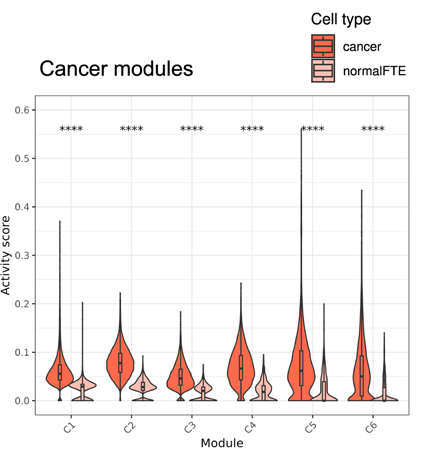 Cell type
cancer
normalFTE
Cancer modules
0.6
**** **** **** **** **** ****
0.5
0.4
0.3
0.2
0.1
0.0
Activity score
C1 C2 C3 C4 C5 C6
Module